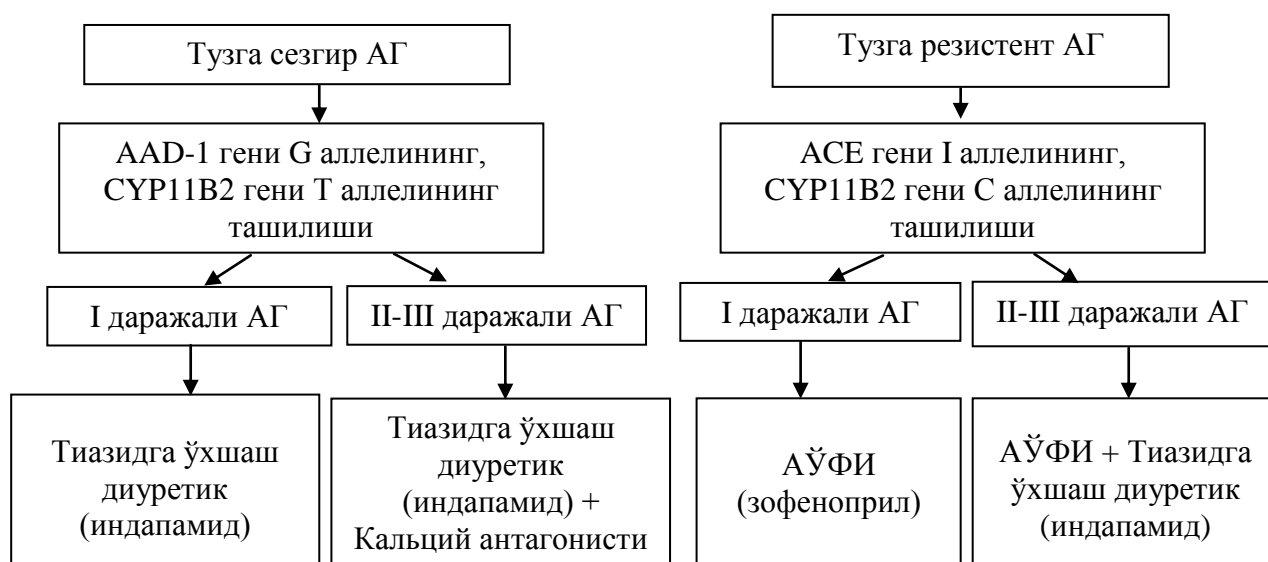 Тузга сезгир АГ
Тузга резистент АГ
AAD-1 гени G аллелининг,
CYP11B2 гени T аллелининг
ташилиши
ACE гени I аллелининг,
CYP11B2 гени C аллелининг
ташилиши
I даражали АГ
II-III даражали АГ
I даражали АГ
II-III даражали АГ
Тиазидга ўхшаш
диуретик
(индапамид)
Тиазидга ўхшаш
диуретик
(индапамид) +
Кальций антагонисти
АЎФИ
(зофеноприл)
АЎФИ + Тиазидга
ўхшаш диуретик
(индапамид)